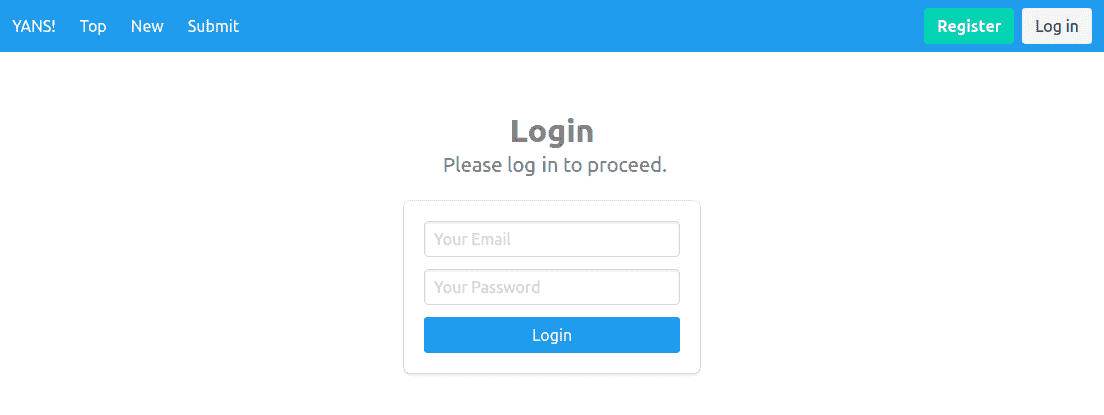 YANS! Top New Submit Register Log in
Login
Please log in to proceed.
Your Email
Your Password
Login